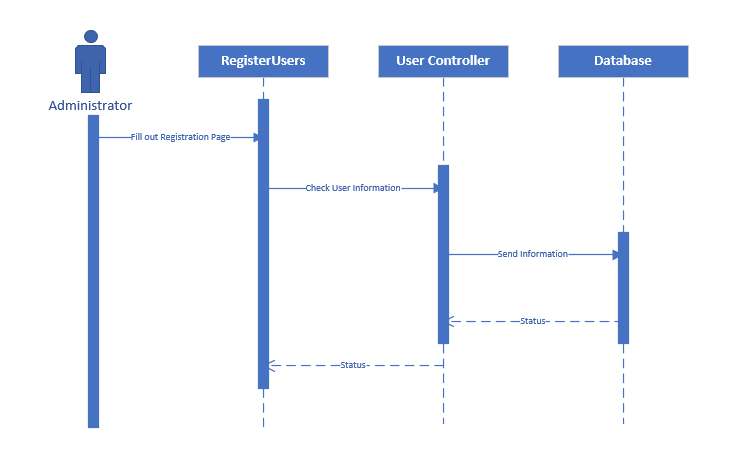 RegisterUsers
User Controller
Database
Administrator
Fill out Registration Page
Check User Information
Send Information
Status
Status